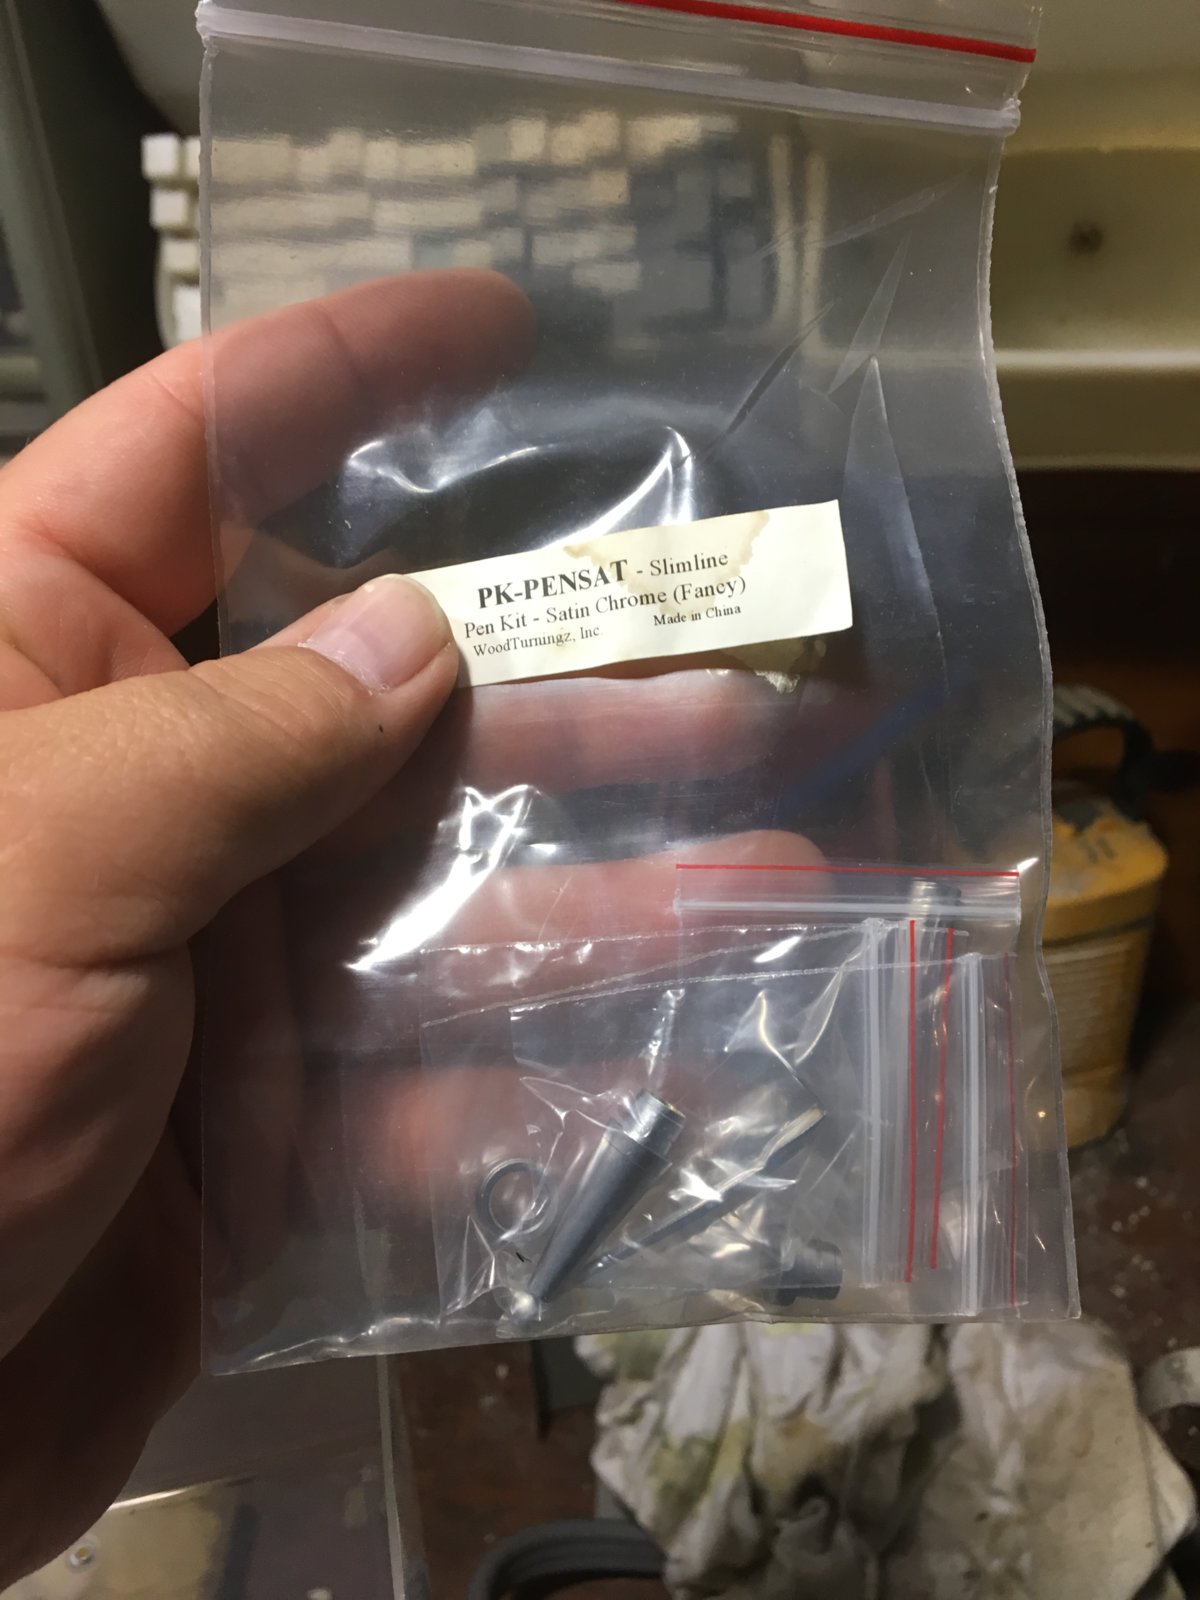 PK-PENSAT - Slimline
Pen Kit - Satin Chrome (Fancy)
WoodTurningz, Inc. Made in China